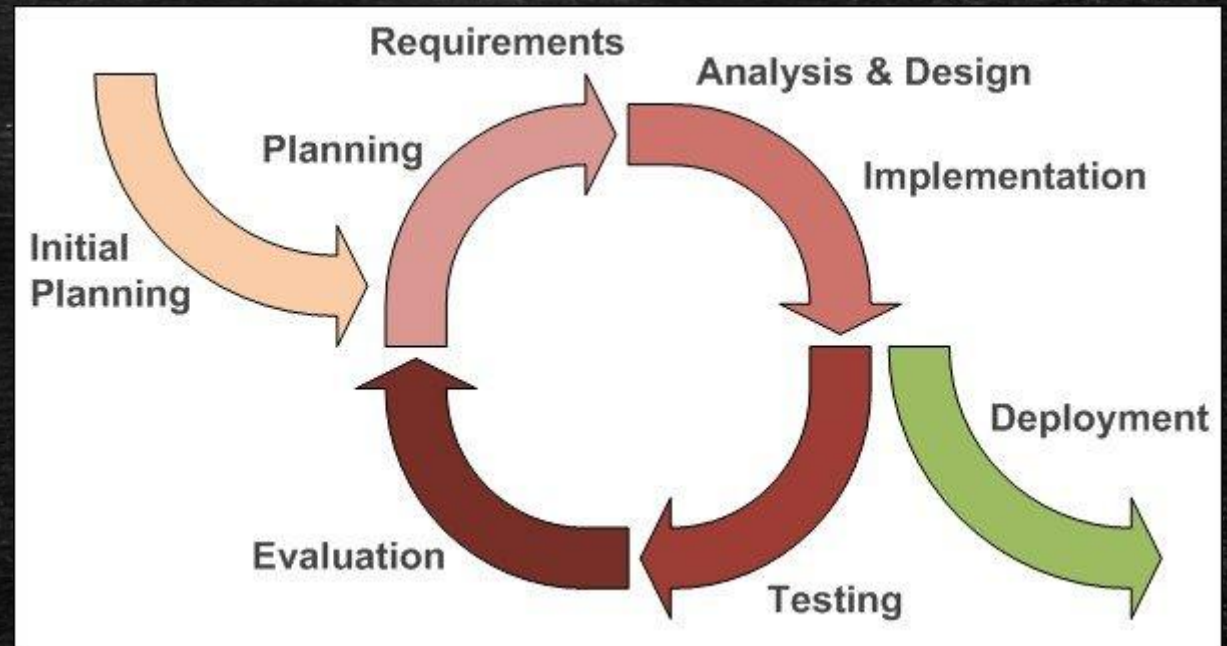 Requirements
Analysis & Design
Planning
Implementation
Initial
Planning
Deployment
Evaluation
Testing